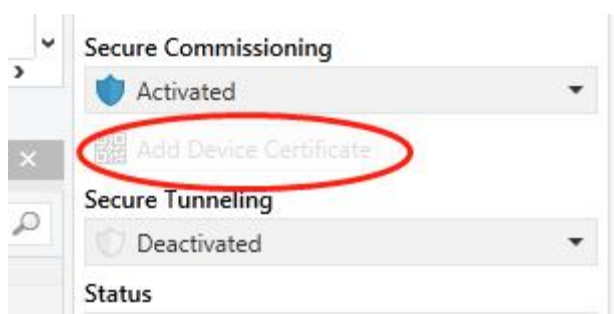 Secure Commissioning
Activated
Add Device Certificate
Secure Tunneling
Deactivated
Status